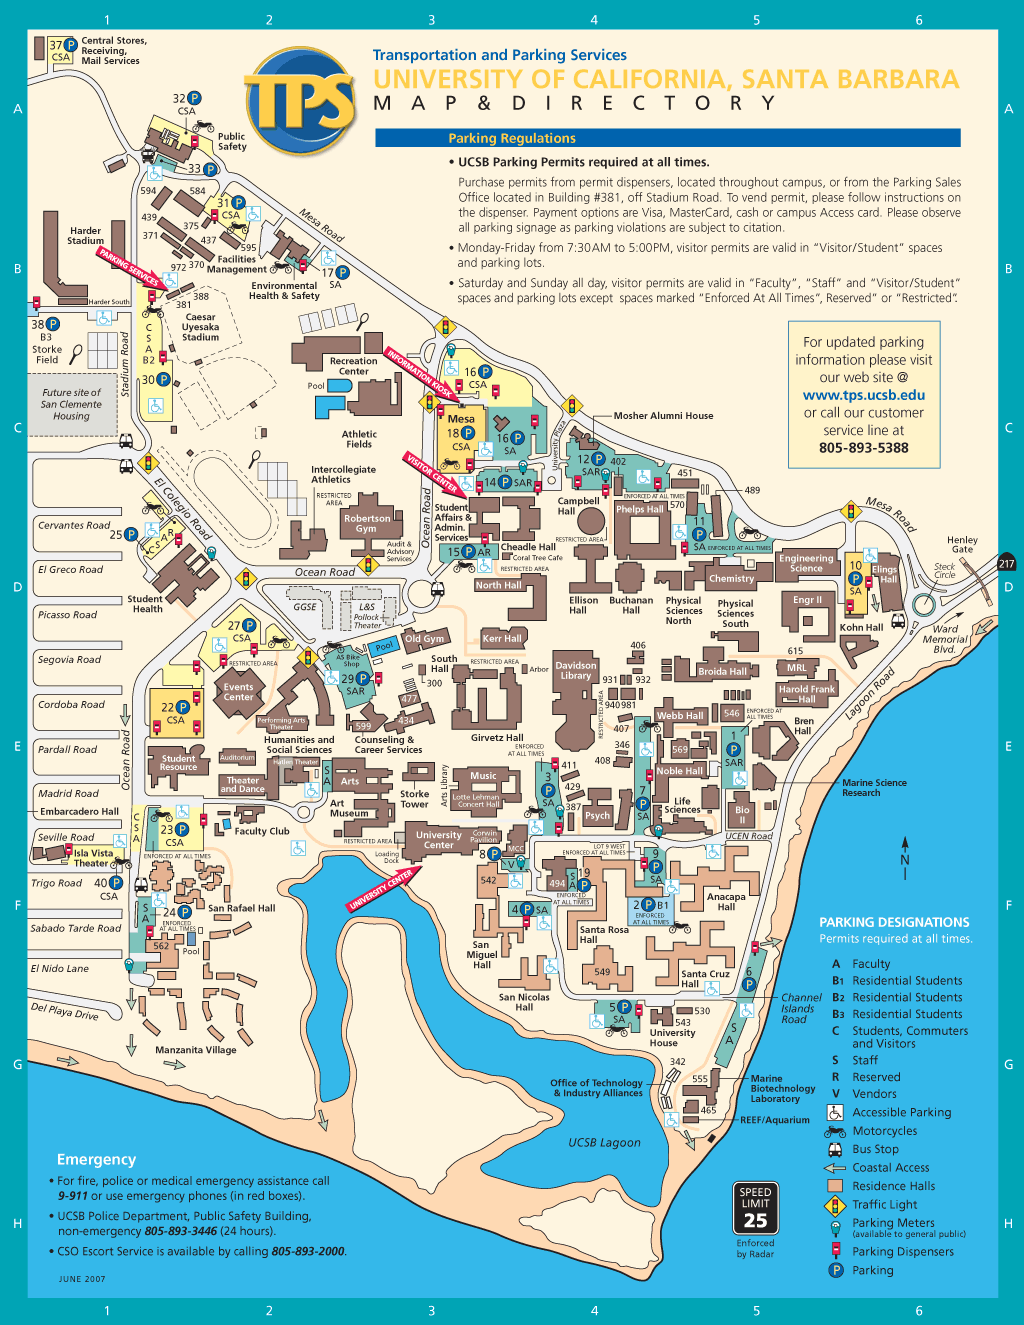 1 2 3 4 5 6
A
B
C
D
E
F
G
H
TPS
Transportation and Parking Services
UNIVERSITY OF CALIFORNIA, SANTA BARBARA
MAP & DIRECTORY
Parking Regulations
• UCSB Parking Permits required at all times.
Purchase permits from permit dispensers, located throughout campus, or from the Parking Sales
Office located in Building #381, off Stadium Road. To vend permit, please follow instructions on
the dispenser. Payment options are Visa, MasterCard, cash or campus Access card. Please observe
all parking signage as parking violations are subject to citation.
• Monday-Friday from 7:30AM to 5:00PM, visitor permits are valid in “Visitor/Student” spaces
and parking lots.
• Saturday and Sunday all day, visitor permits are valid in “Faculty”, “Staff” and “Visitor/Student”
spaces and parking lots except spaces marked “Enforced At All Times”, Reserved” or “Restricted”.
For updated parking
information please visit
our web site @
www.tps.ucsb.edu
or call our customer
service line at
805-893-5388
37 P
CSA
Central Stores,
Receiving,
Mail Services
32 P
CSA
Public
Safety
33 P
594
584
31 P
CSA
439
375
371
437
595
972 370
Facilities
Management
Mesa Road
Harder
Stadium
PARKING SERVICES
17 P
SA
Environmental
Health & Safety
Harder South
388
381
Caesar
Uyesaka
Stadium
38 P
B3
Storke
Field
C
S
A
B2
30 P
Stadium Road
Future site of
San Clemente
Housing
Recreation
Center
Pool
Athletic
Fields
INFORMATION KIOSK
16 P
CSA
Mesa
18 P
CSA
16 P
SA
University Plaza
Mosher Alumni House
12 P
SAR
402
VISITOR CENTER
14 P SAR
451
489
ENFORCED AT ALL TIMES
570
Phelps Hall
Campbell
Hall
RESTRICTED AREA
11 P
SA ENFORCED AT ALL TIMES
Mesa Road
Henley
Gate
217
Steck
Circle
Ward
Memorial
Blvd.
Intercollegiate
Athletics
RESTRICTED
AREA
Robertson
Gym
Audit &
Advisory
Services
Ocean Road
Student
Affairs &
Admin.
Services
15 P AR
Cheadle Hall
Coral Tree Cafe
RESTRICTED AREA
North Hall
Ellison
Hall
Buchanan
Hall
Physical
Sciences
North
Physical
Sciences
South
Chemistry
Engineering
Science
Engr II
10 P
SA
Elings
Hall
Kohn Hall
El Colegio Road
25 P
CSAR
Student
Health
Ocean Road
Cervantes Road
El Greco Road
Picasso Road
Segovia Road
Cordoba Road
Pardall Road
Madrid Road
Embarcadero Hall
Seville Road
Isla Vista
Theater
Trigo Road
40 P
CSA
Sabado Tarde Road
El Nido Lane
Del Playa Drive
Ocean Road
GGSE
L&S
Pollock
Theater
27 P
CSA
RESTRICTED AREA
AS Bike
Shop
Pool
29 P
SAR
Old Gym
Kerr Hall
South
Hall
300
RESTRICTED AREA
Arbor
Davidson
Library
406
931 932
940 981
RESTRICTED AREA
407
346
408
Broida Hall
615
MRL
Harold Frank
Hall
Lagoon Road
Events
Center
22 P
CSA
Performing Arts
Theater
477
434
599
Humanities and
Social Sciences
Counseling &
Career Services
Girvetz Hall
ENFORCED
AT ALL TIMES
Webb Hall
546
ENFORCED AT
ALL TIMES
Bren
Hall
1 P
SAR
569
Noble Hall
Marine Science
Research
Student
Resource
Auditorium
Hatlen Theater
Theater
and Dance
S
A
Arts
Art
Museum
Storke
Tower
Arts Library
Music
Lotte Lehman
Concert Hall
3 P
SA
411
429
387
Psych
7 P
SA
Life
Sciences
Bio
II
UCEN Road
C
S
A
23 P
CSA
ENFORCED AT ALL TIMES
Faculty Club
RESTRICTED AREA
Loading
Dock
University
Center
Corwin
Pavilion
MCC
8 P
V
UNIVERSITY CENTER
542
LOT 9 WEST
ENFORCED AT ALL TIMES
494
S
A
19 P
ENFORCED
AT ALL TIMES
9 P
SA
2 P B1
ENFORCED
AT ALL TIMES
Anacapa
Hall
S
A
24 P
ENFORCED
AT ALL TIMES
562
Pool
San Rafael Hall
4 P SA
San
Miguel
Hall
Santa Rosa
Hall
549
Santa Cruz
Hall
San Nicolas
Hall
5 P
SA
6 P
S
A
Channel
Islands
Road
530
543
University
House
Manzanita Village
342
Office of Technology
& Industry Alliances
555
465
Marine
Biotechnology
Laboratory
REEF/Aquarium
UCSB Lagoon
N
PARKING DESIGNATIONS
Permits required at all times.
A Faculty
B1 Residential Students
B2 Residential Students
B3 Residential Students
C Students, Commuters
and Visitors
S Staff
R Reserved
V Vendors
Accessible Parking
Motorcycles
Bus Stop
Coastal Access
Residence Halls
Traffic Light
Parking Meters
(available to general public)
Parking Dispensers
P Parking
SPEED
LIMIT
25
Enforced
by Radar
Emergency
• For fire, police or medical emergency assistance call
9-911 or use emergency phones (in red boxes).
• UCSB Police Department, Public Safety Building,
non-emergency 805-893-3446 (24 hours).
• CSO Escort Service is available by calling 805-893-2000.
JUNE 2007
A
B
C
D
E
F
G
H
1 2 3 4 5 6